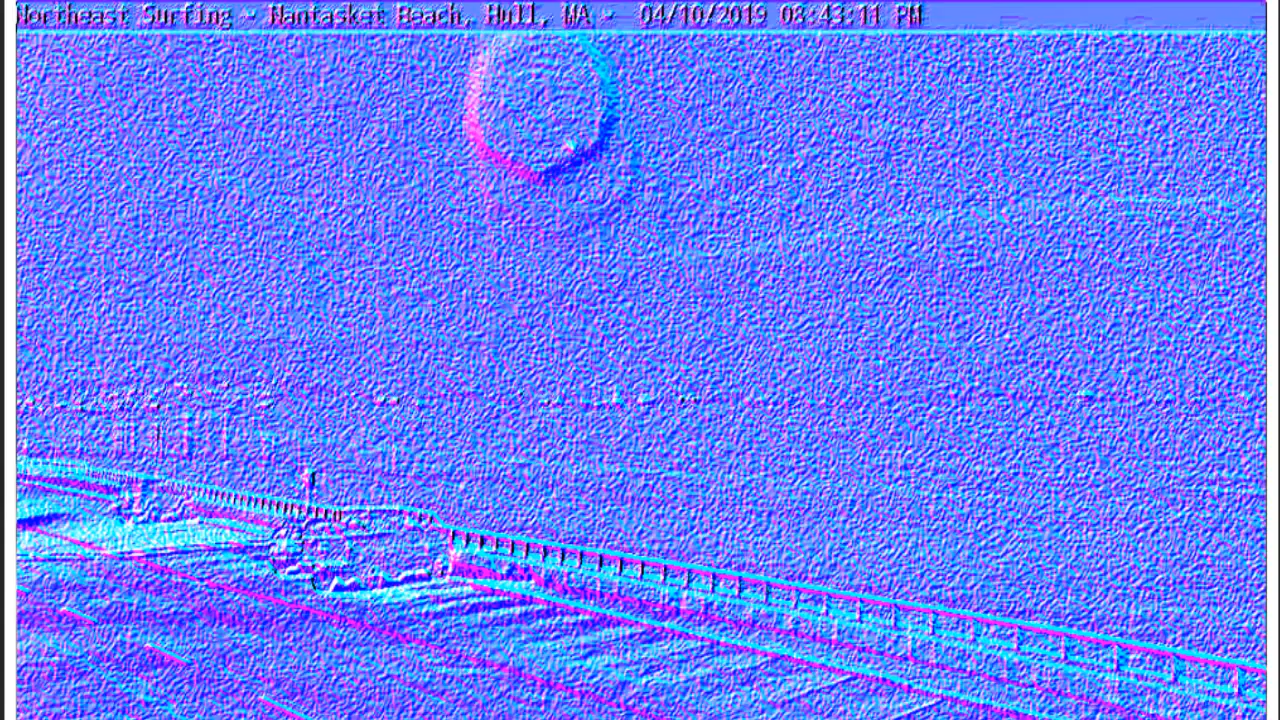 Northeast Surfing - Nantasket Beach, Hull, MA - 04/10/2019 08:43:11 PM